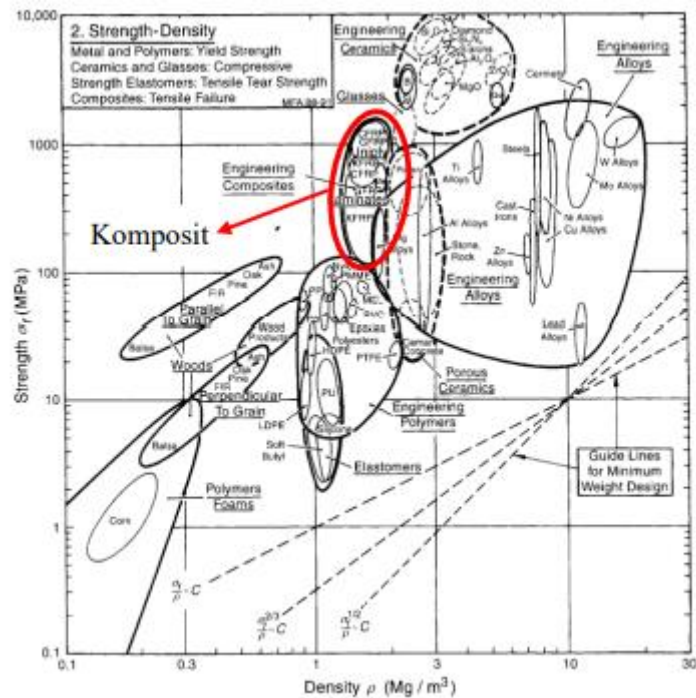 2. Strength-Density
Metal and Polymers: Yield Strength
Ceramics and Glasses: Compressive
Strength Elastomers: Tensile Tear Strength
Composites: Tensile Failure
Engineering
Ceramics
Diamond
MgO
Glasses
Cermets
Engineering
Alloys
Engineering
Composites
Ti
Alloys
Steels
W Alloys
Mo Alloys
Cast
Irons
Ni Alloys
Cu Alloys
Zn
Alloys
Al Alloys
Stone,
Rock
Engineering
Alloys
Lead
Alloys
Komposit
Ash
Oak
Pine
FIR
Parallel
To Grain
Balsa
Woods
Wood
Products
Ash
Oak
Pine
FIR
Perpendicular
To Grain
Balsa
PMMA
PVC
Epoxies
Polyesters
HDPE
PTFE
Cement
Concrete
PU
LDPE
Soft
Butyl
Porous
Ceramics
Engineering
Polymers
Elastomers
Polymers
Foams
Cork
Guide Lines
for Minimum
Weight Design
Strength σf (MPa)
10,000
1000
100
10
1
0.1
0.1
0.3
1
3
10
30
Density ρ (Mg / m³)